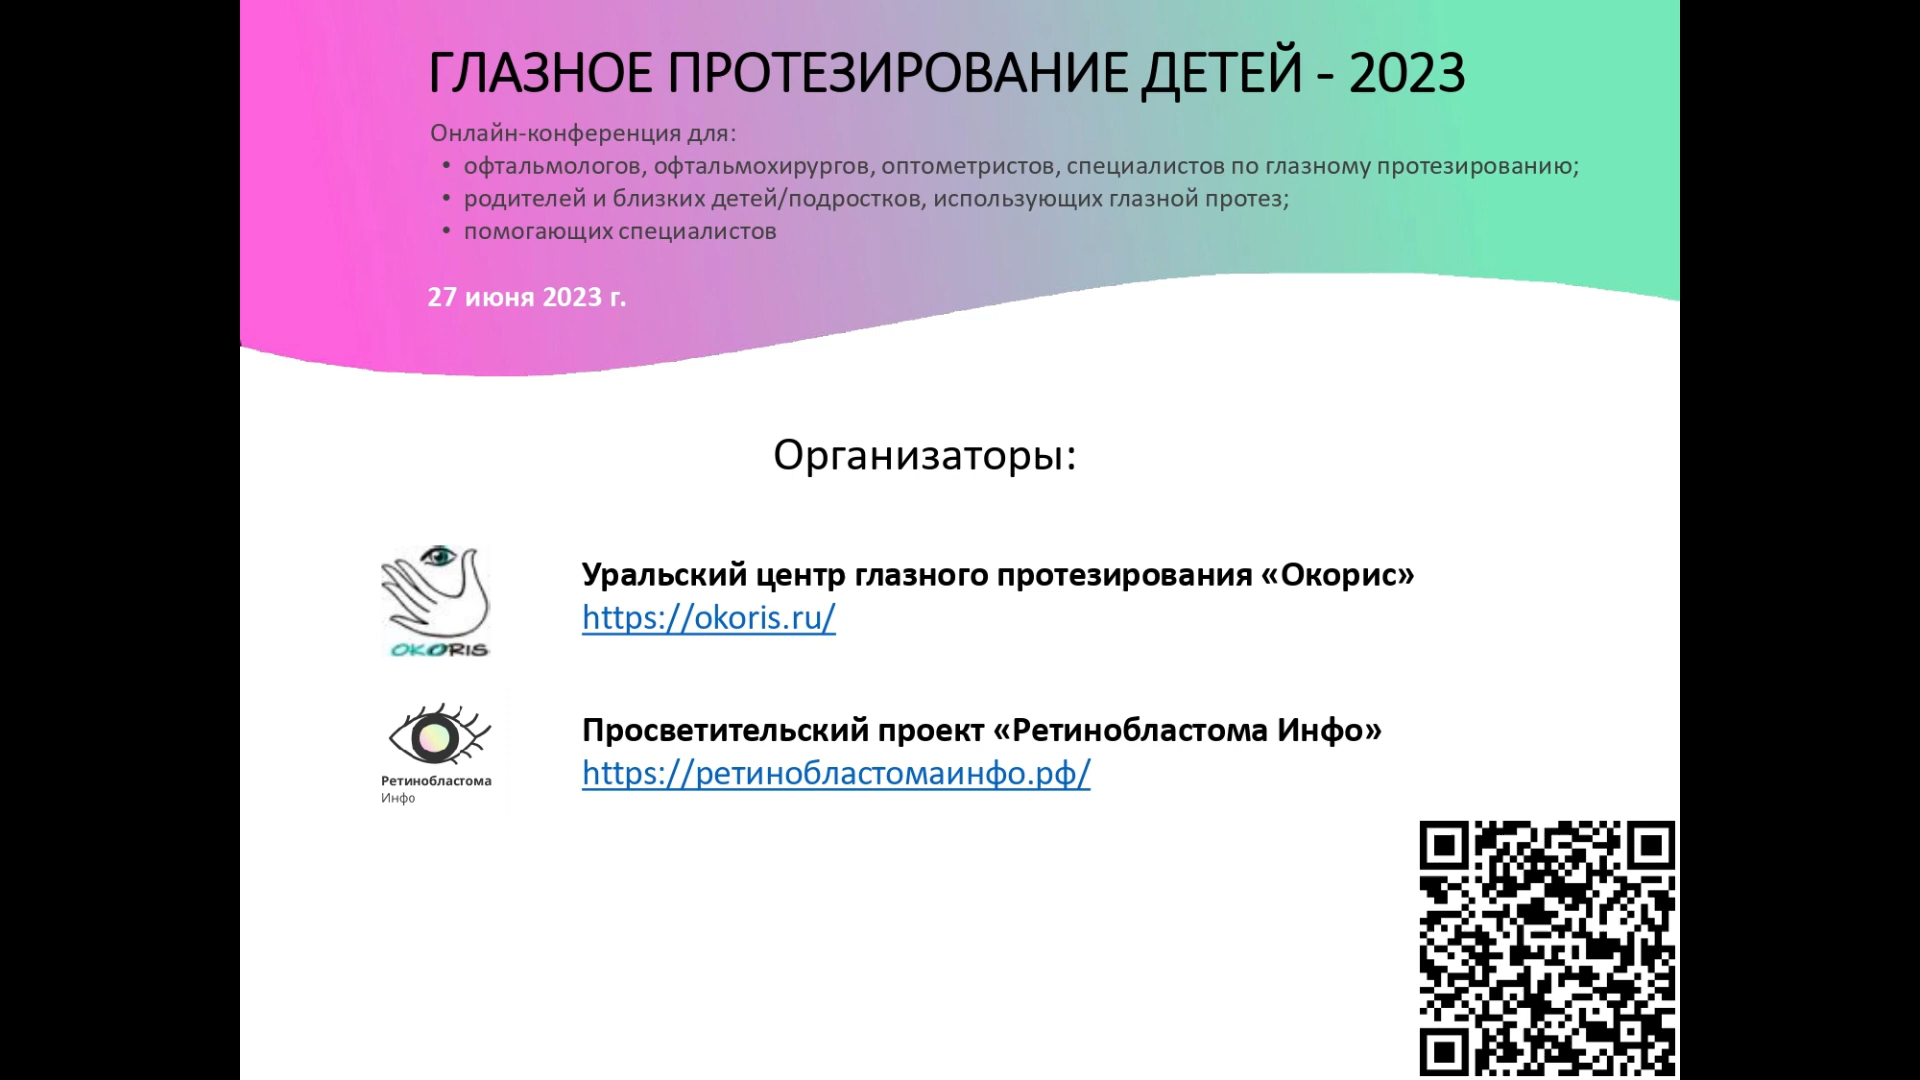 ГЛАЗНОЕ ПРОТЕЗИРОВАНИЕ ДЕТЕЙ - 2023
Онлайн-конференция для:
• офтальмологов, офтальмохирургов, оптометристов, специалистов по глазному протезированию;
• родителей и близких детей/подростков, использующих глазной протез;
• помогающих специалистов
27 июня 2023 г.
Организаторы:
OKORIS
Уральский центр глазного протезирования «Окорис»
https://okoris.ru/
Ретинобластома
Инфо
Просветительский проект «Ретинобластома Инфо»
https://ретинобластомаинфо.рф/